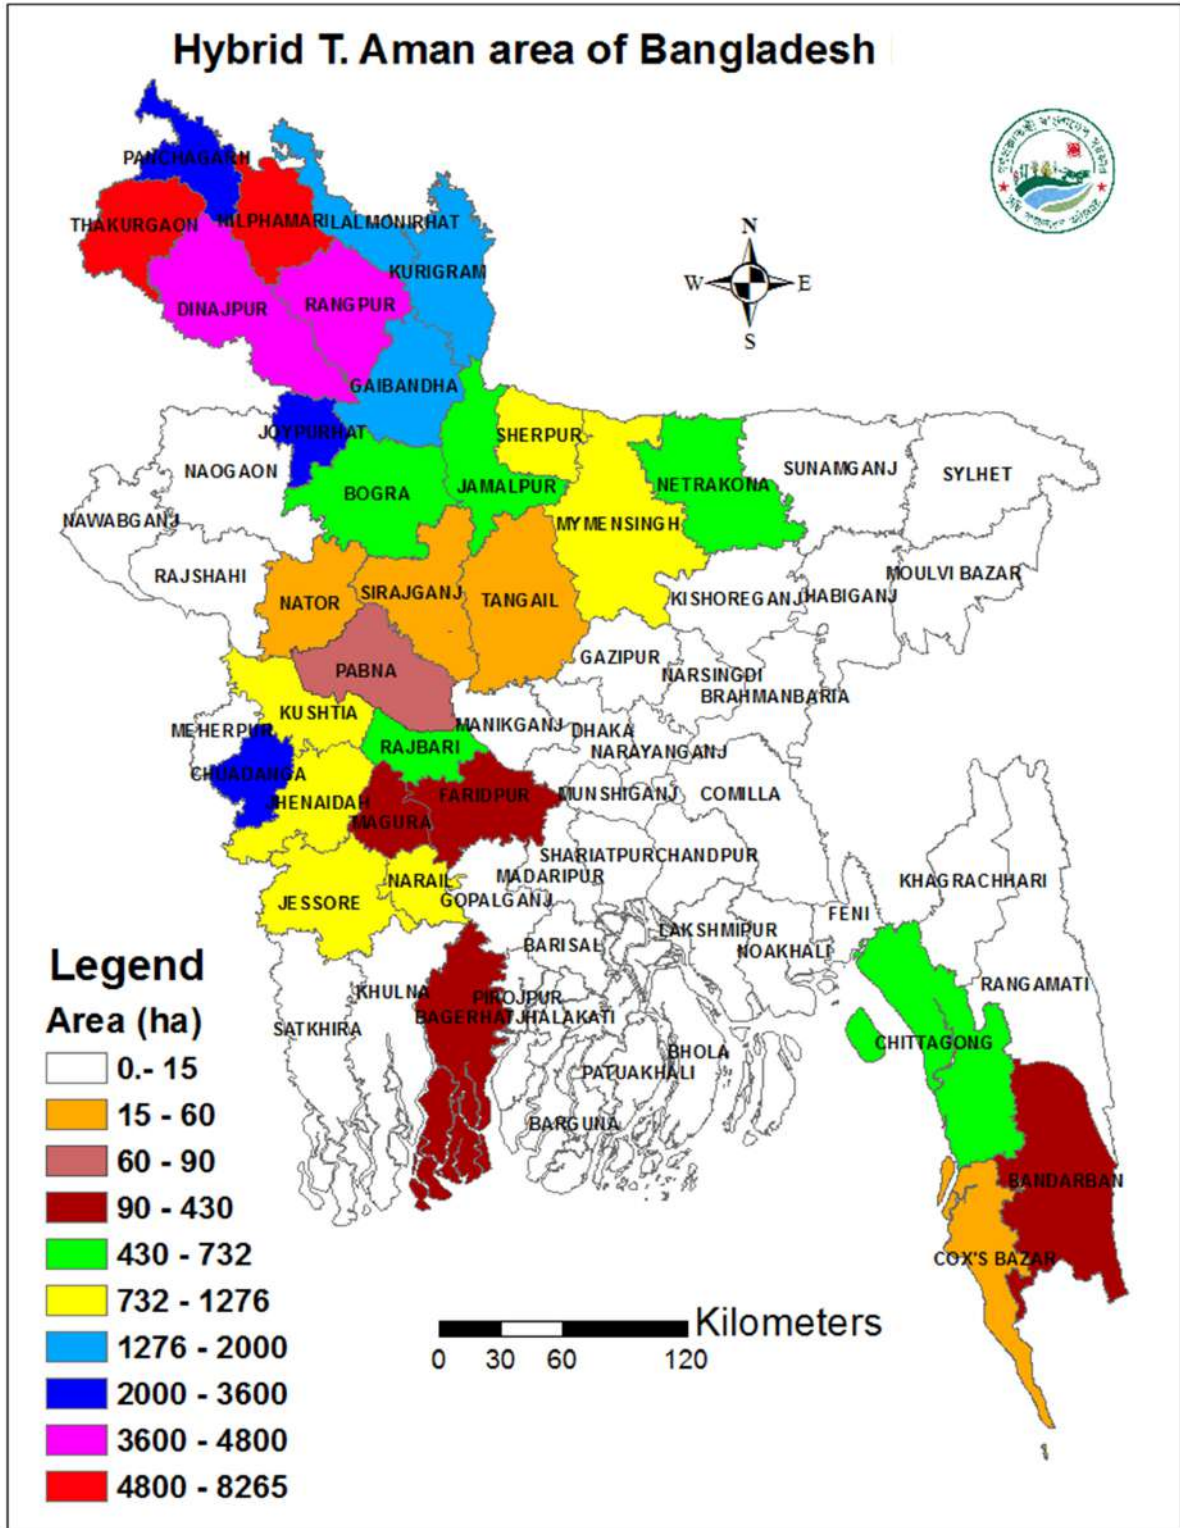 Hybrid T. Aman area of Bangladesh
PANCHAGARH
THAKURGAON
NILPHAMARI
LALMONIRHAT
KURIGRAM
DINAJPUR
RANGPUR
GAIBANDHA
JOYPURHAT
NAOGAON
BOGRA
JAMALPUR
SHERPUR
NETRAKONA
SUNAMGANJ
SYLHET
NAWABGANJ
MYMENSINGH
RAJSHAHI
MOULVI BAZAR
NATOR
SIRAJGANJ
TANGAIL
KISHOREGANJ
HABIGANJ
GAZIPUR
PABNA
NARSINGDI
BRAHMANBARIA
KUSHTIA
MEHERPUR
MANIKGANJ
DHAKA
RAJBARI
NARAYANGANJ
CHUADANGA
JHENAIDAH
FARIDPUR
MUNSHIGANJ
COMILLA
MAGURA
SHARIATPUR
CHANDPUR
MADARIPUR
NARAIL
JESSORE
GOPALGANJ
KHAGRACHHARI
FENI
LAKSHMIPUR
NOAKHALI
BARISAL
RANGAMATI
KHULNA
PIROJPUR
BAGERHAT
JHALAKATI
SATKHIRA
CHITTAGONG
BHOLA
PATUAKHALI
BARGUNA
BANDARBAN
COX'S BAZAR
N
W E
S
Legend
Area (ha)
0.- 15
15 - 60
60 - 90
90 - 430
430 - 732
732 - 1276
1276 - 2000
2000 - 3600
3600 - 4800
4800 - 8265
Kilometers
0 30 60 120